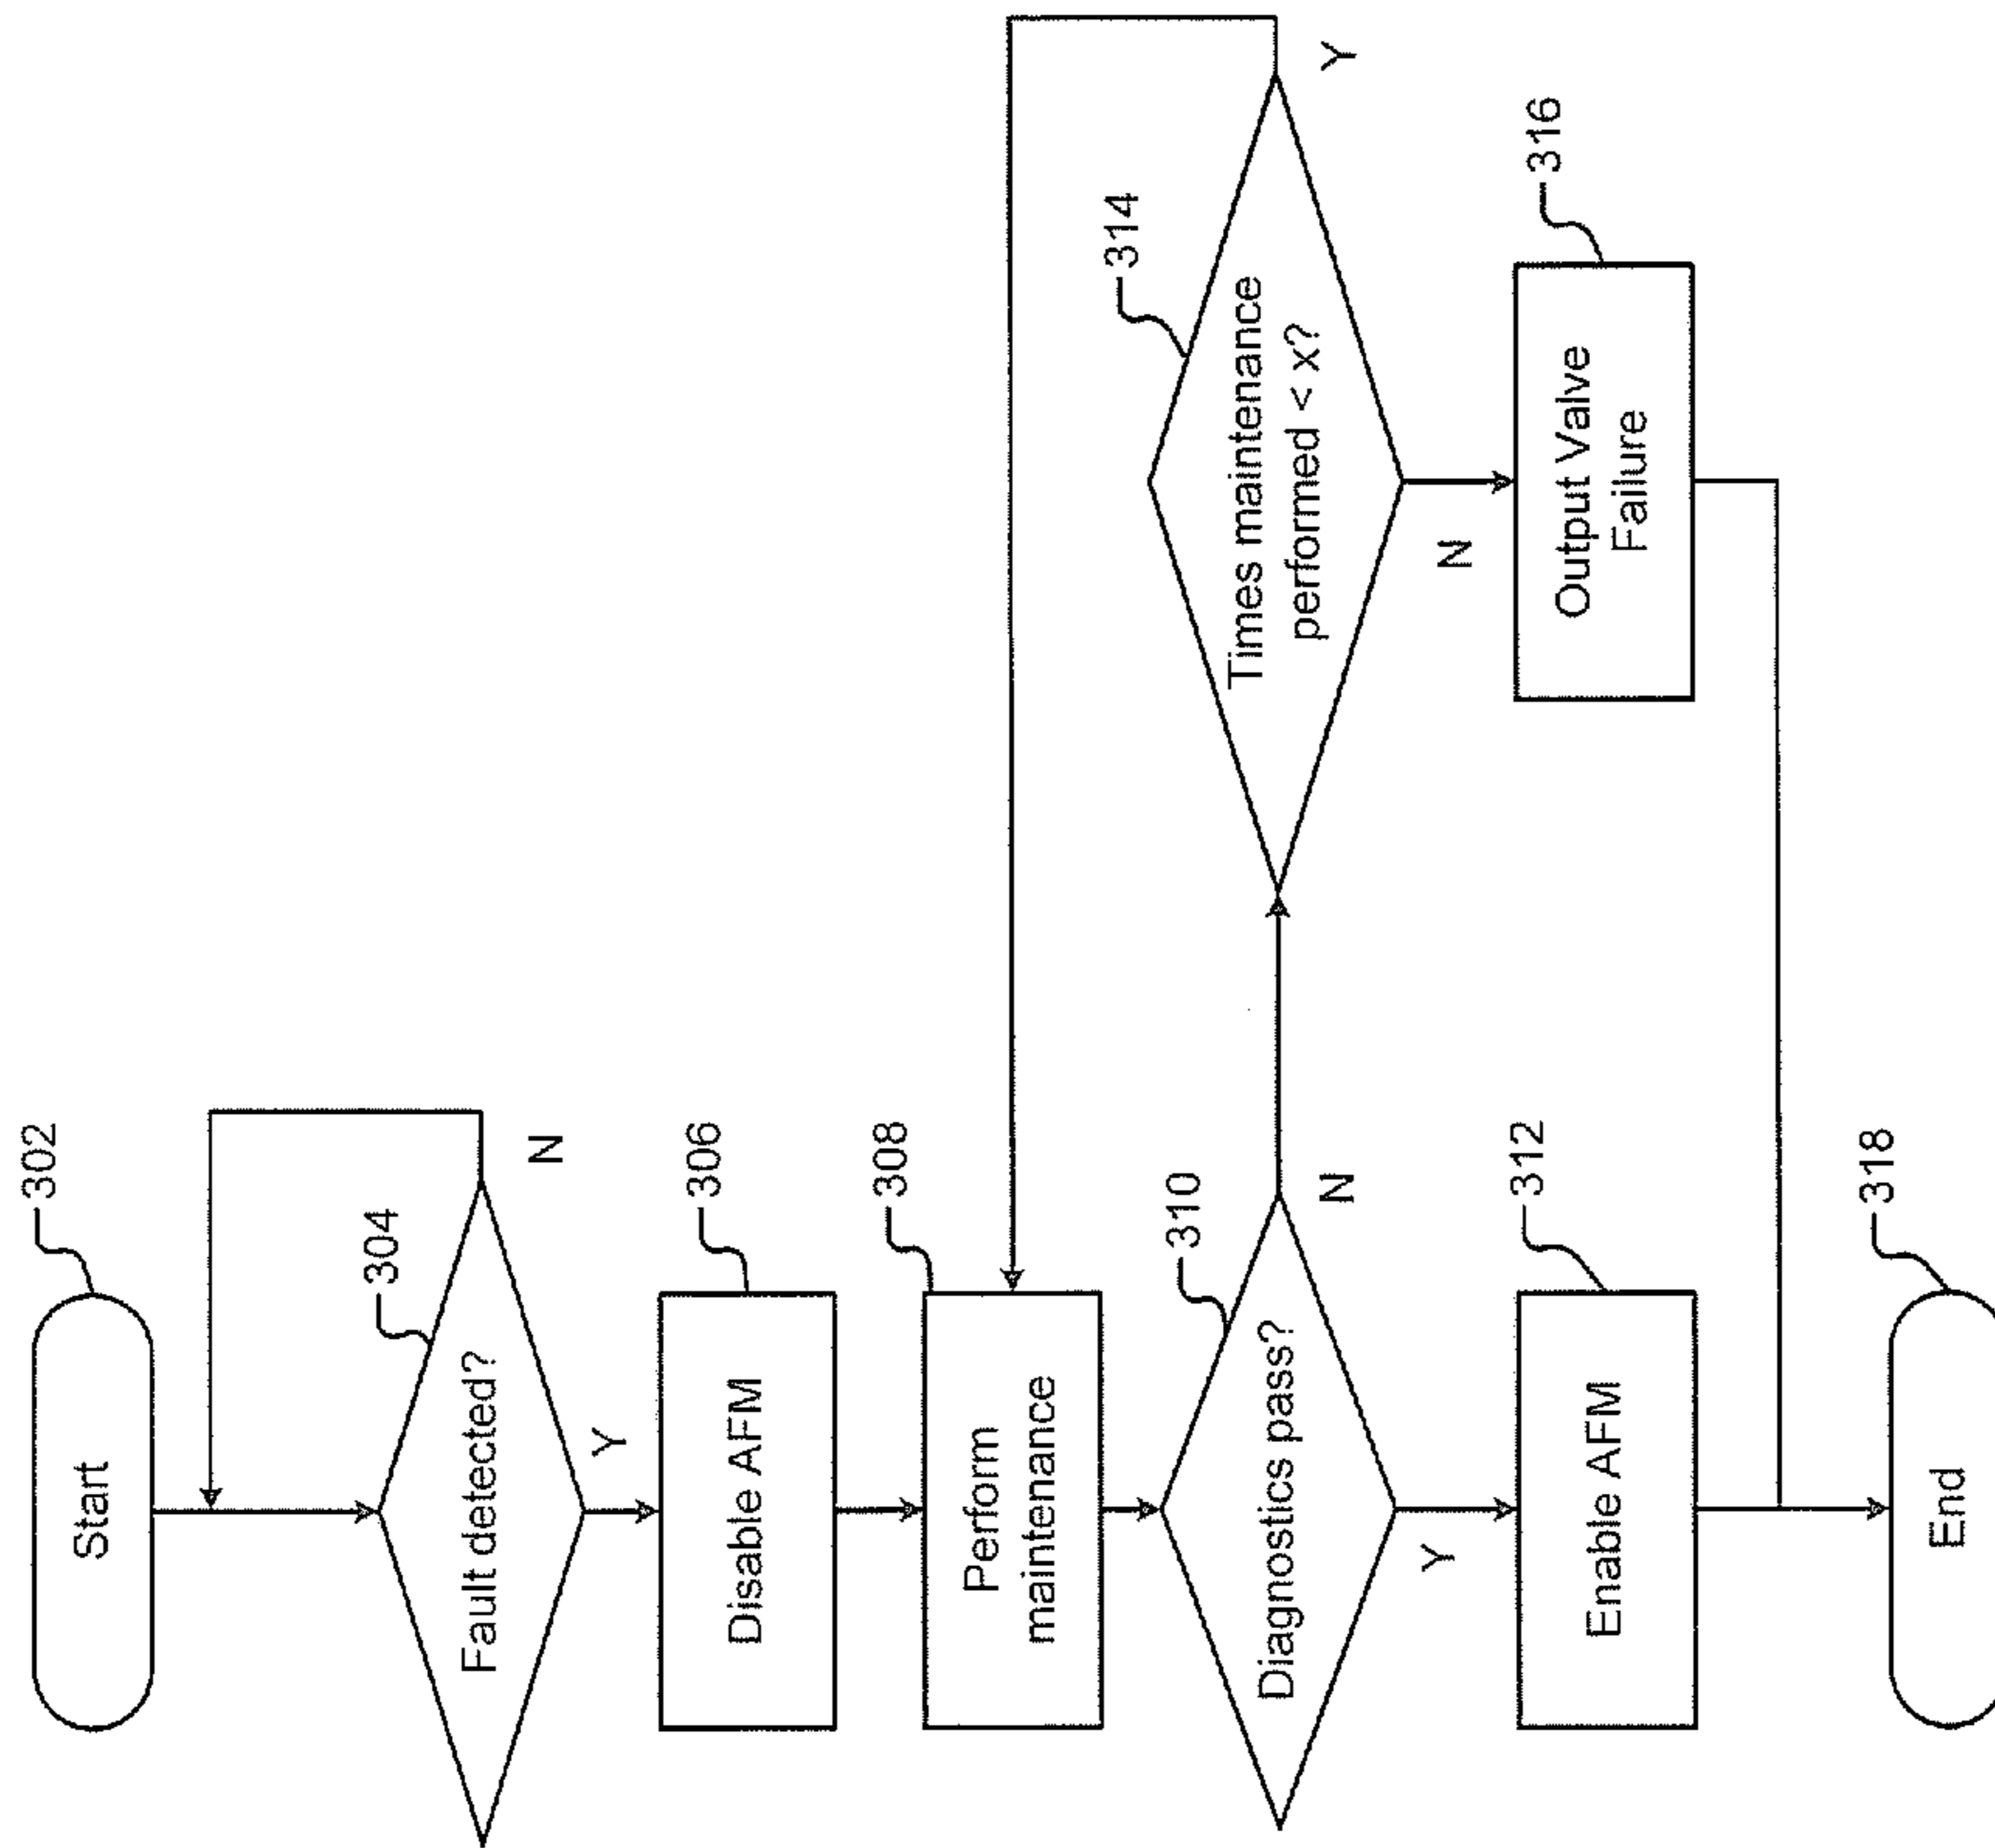 302
Start
304
Fault detected?
N
Y
306
Disable AFM
308
Perform
maintenance
310
Diagnostics pass?
N
Y
314
Times maintenance
performed < x?
Y
N
312
Enable AFM
316
Output Valve
Failure
318
End